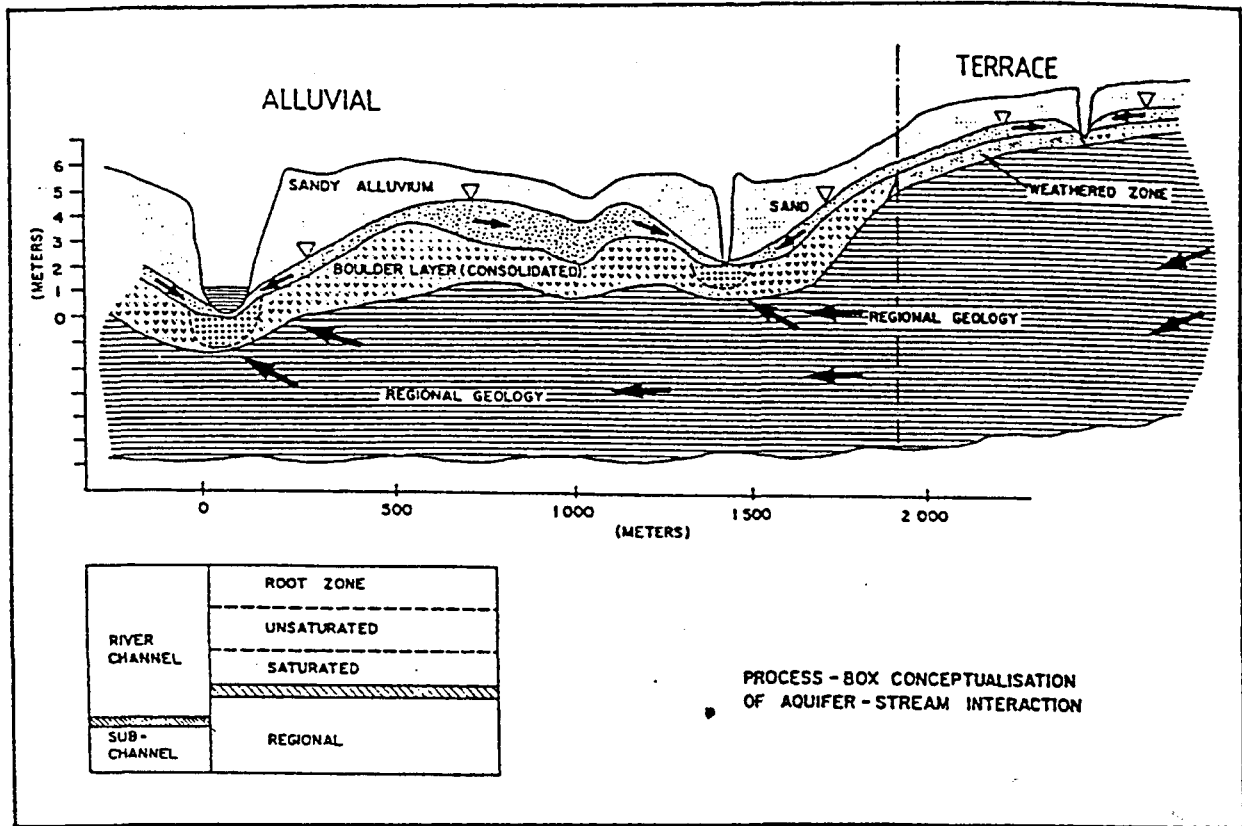 TERRACE
ALLUVIAL
6
5
4
3
2
1
0
(METERS)
SANDY ALLUVIUM
SAND
WEATHERED ZONE
BOULDER LAYER (CONSOLIDATED)
REGIONAL GEOLOGY
REGIONAL GEOLOGY
0
500
1000
1500
2000
(METERS)
ROOT ZONE
UNSATURATED
RIVER
CHANNEL
SATURATED
SUB-
CHANNEL
REGIONAL
PROCESS-BOX CONCEPTUALISATION
OF AQUIFER-STREAM INTERACTION